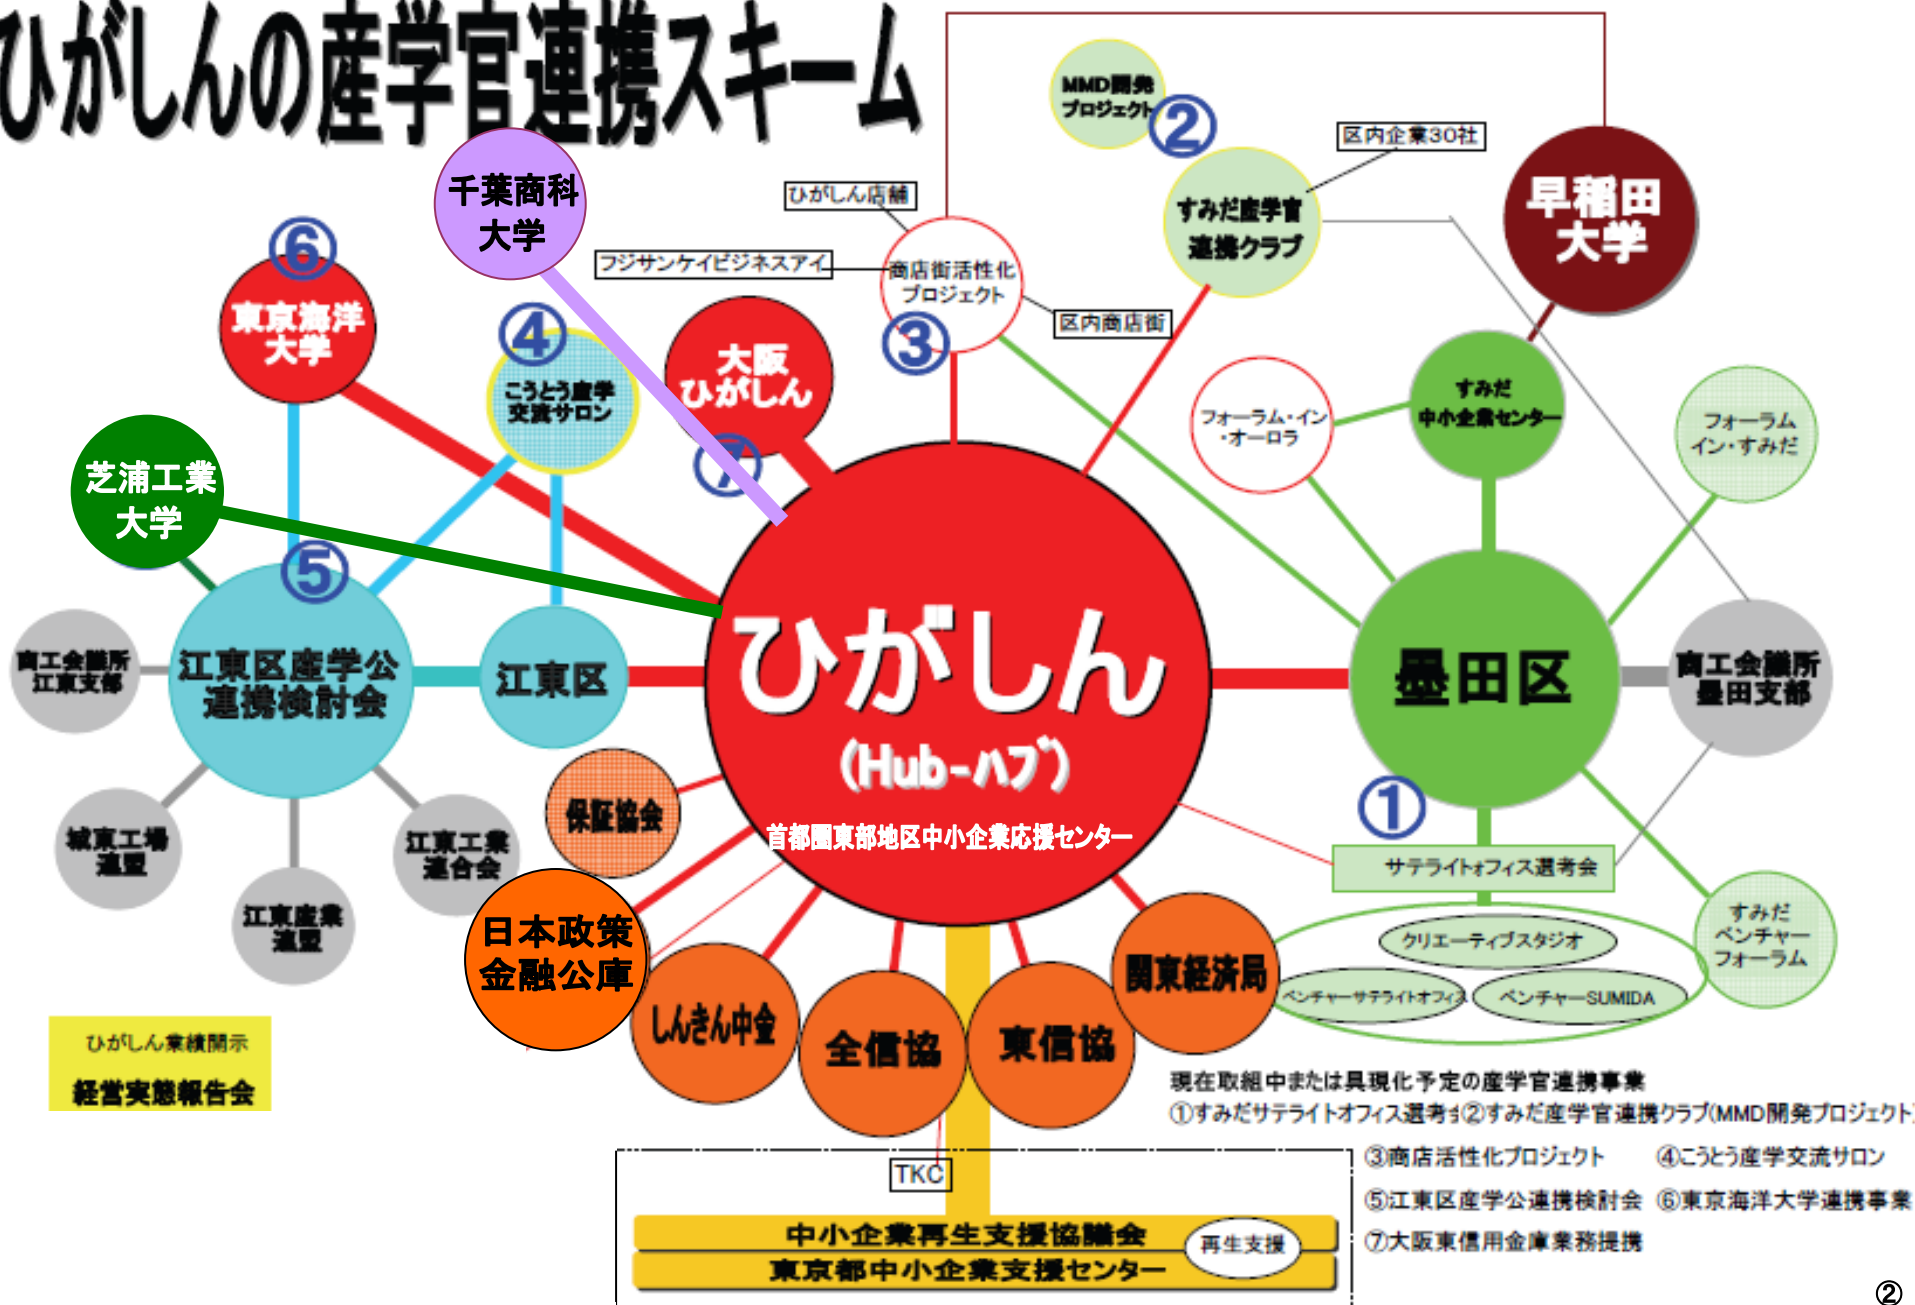 ひがしんの産学官連携スキーム
MMD開発
プロジェクト
②
区内企業30社
千葉商科
大学
ひがしん店舗
すみだ産学官
連携クラブ
早稲田
大学
⑥
フジサンケイビジネスアイ
商店街活性化
プロジェクト
区内商店街
東京海洋
大学
④
こうとう産学
交流サロン
大阪
ひがしん
③
フォーラム・イン
・オーロラ
すみだ
中小企業センター
フォーラム
イン・すみだ
⑦
芝浦工業
大学
⑤
商工会議所
江東支部
江東区産学公
連携検討会
江東区
ひがしん
(Hub-ハブ)
首都圏東部地区中小企業応援センター
墨田区
商工会議所
墨田支部
①
保証協会
城東工場
連盟
江東工業
連合会
江東産業
連盟
サテライトォフィス選考会
日本政策
金融公庫
しんきん中金
全信協
東信協
関東経済局
クリエーティブスタジオ
ベンチャーサテライトオフィス
ベンチャーSUMIDA
すみだ
ベンチャー
フォーラム
ひがしん業績開示
経営実態報告会
現在取組中または具現化予定の産学官連携事業
①すみだサテライトオフィス選考 ②すみだ産学官連携クラブ(MMD開発プロジェクト)
③商店活性化プロジェクト ④こうとう産学交流サロン
⑤江東区産学公連携検討会 ⑥東京海洋大学連携事業
⑦大阪東信用金庫業務提携
TKC
中小企業再生支援協議会
東京都中小企業支援センター
再生支援
②